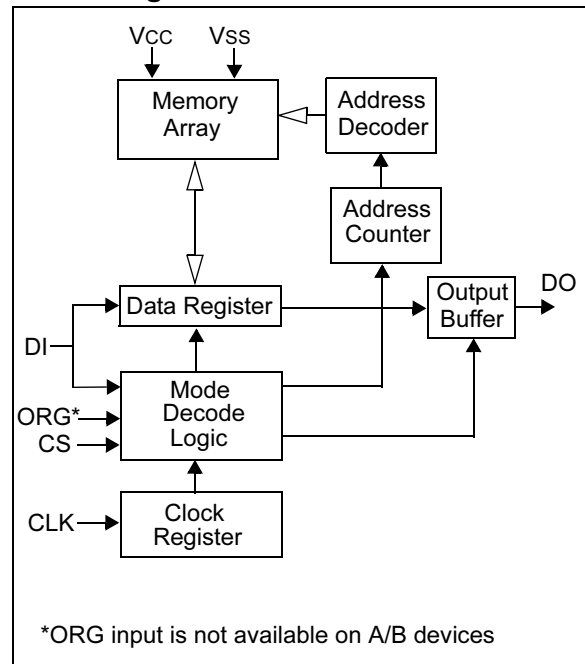 VCC VSS
Memory
Array
Address
Decoder
Address
Counter
Data Register
Output
Buffer
DO
DI
Mode
Decode
Logic
ORG*
CS
CLK
Clock
Register
*ORG input is not available on A/B devices